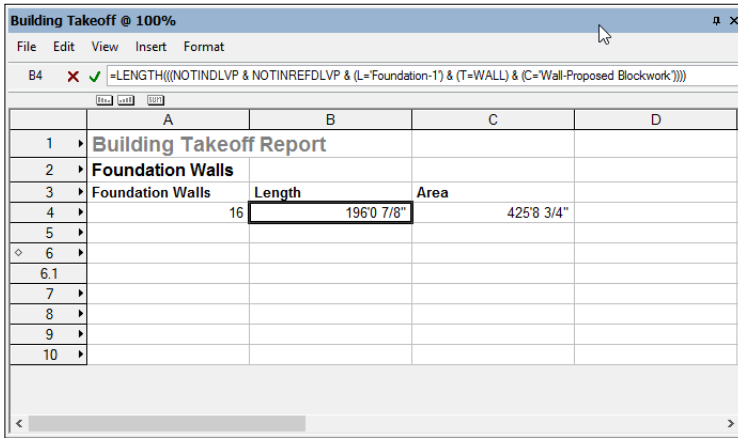 Building Takeoff @ 100%
File Edit View Insert Format
B4 =LENGTH(((NOTINDLVP & NOTINREFDLVP & (L='Foundation-1') & (T=WALL) & (C='Wall-Proposed Blockwork'))))
SUM
A B C D
1 Building Takeoff Report
2 Foundation Walls
3 Foundation Walls Length Area
4 16 196'0 7/8" 425'8 3/4"
5
6
6.1
7
8
9
10